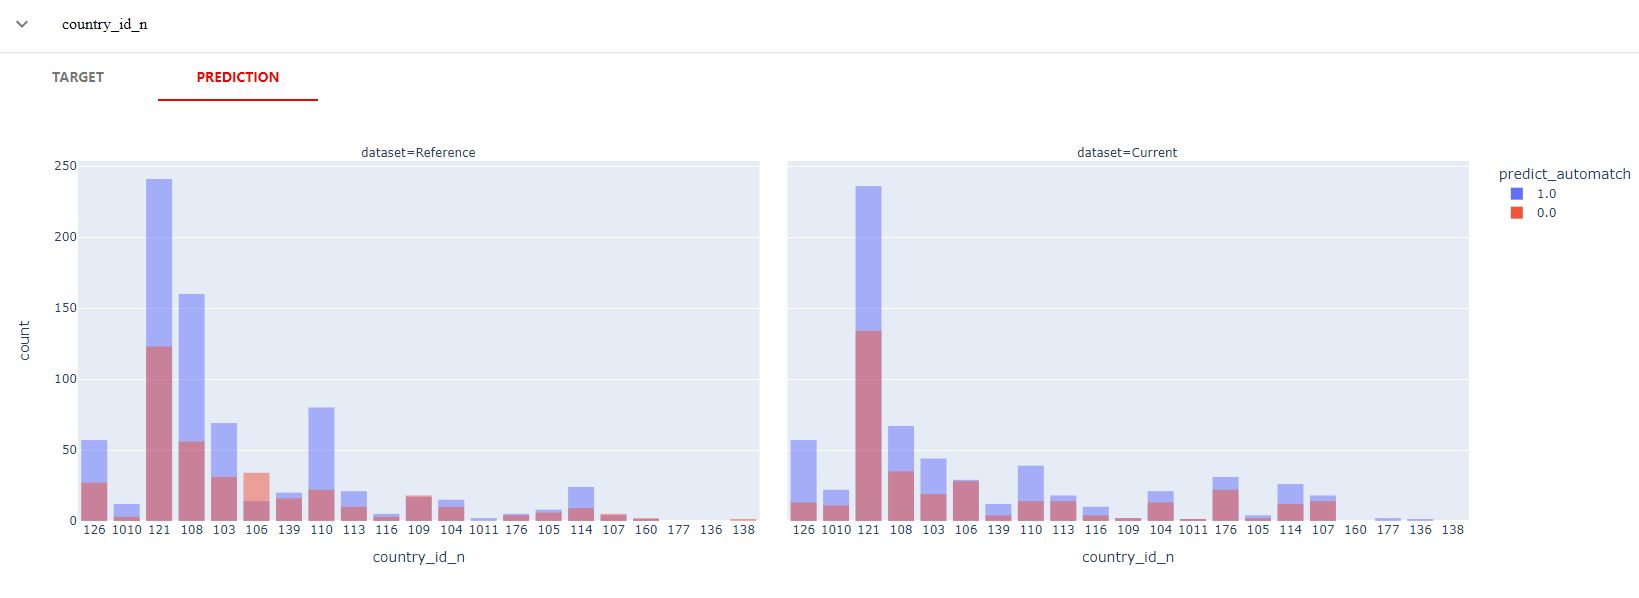 country_id_n
TARGET PREDICTION
dataset=Reference dataset=Current
predict_automatch
1.0
0.0
250
200
150
100
50
0
count
126 1010 121 108 103 106 139 110 113 116 109 104 1011 176 105 114 107 160 177 136 138
126 1010 121 108 103 106 139 110 113 116 109 104 1011 176 105 114 107 160 177 136 138
country_id_n country_id_n